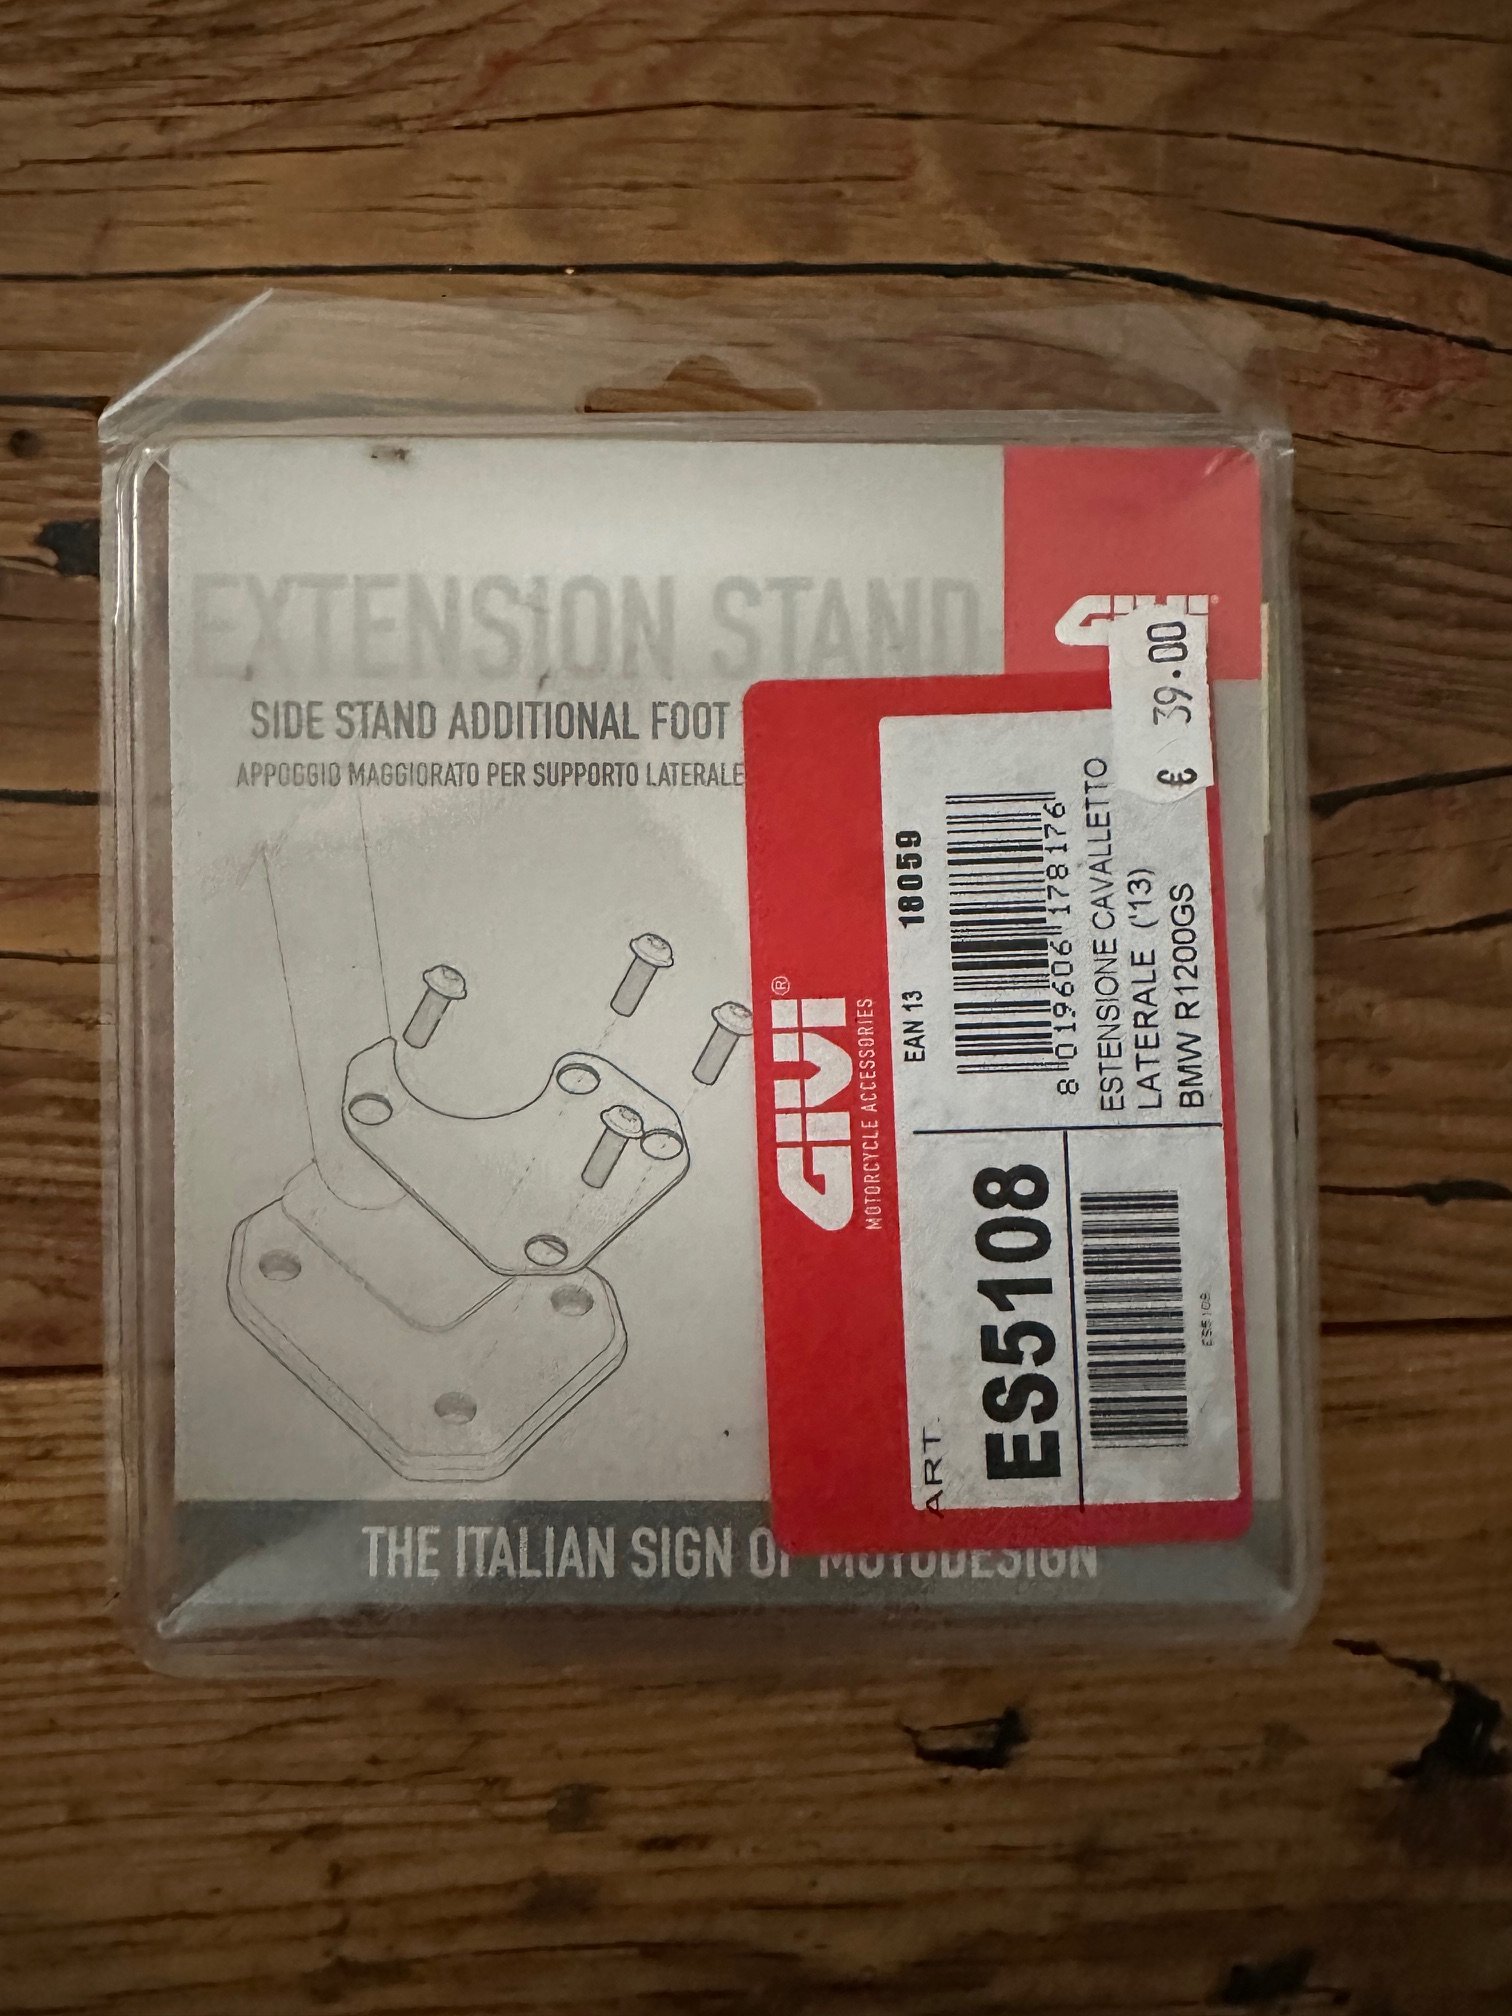 EXTENSION STAND
SIDE STAND ADDITIONAL FOOT
APPOGGIO MAGGIORATO PER SUPPORTO LATERALE
€ 39.00
GIVI®
MOTORCYCLE ACCESSORIES
EAN 13 18059
8 019606 178176
ESTENSIONE CAVALLETTO
LATERALE ('13)
BMW R1200GS
ART.
ES5108
ES5108
THE ITALIAN SIGN OF MOTODESIGN